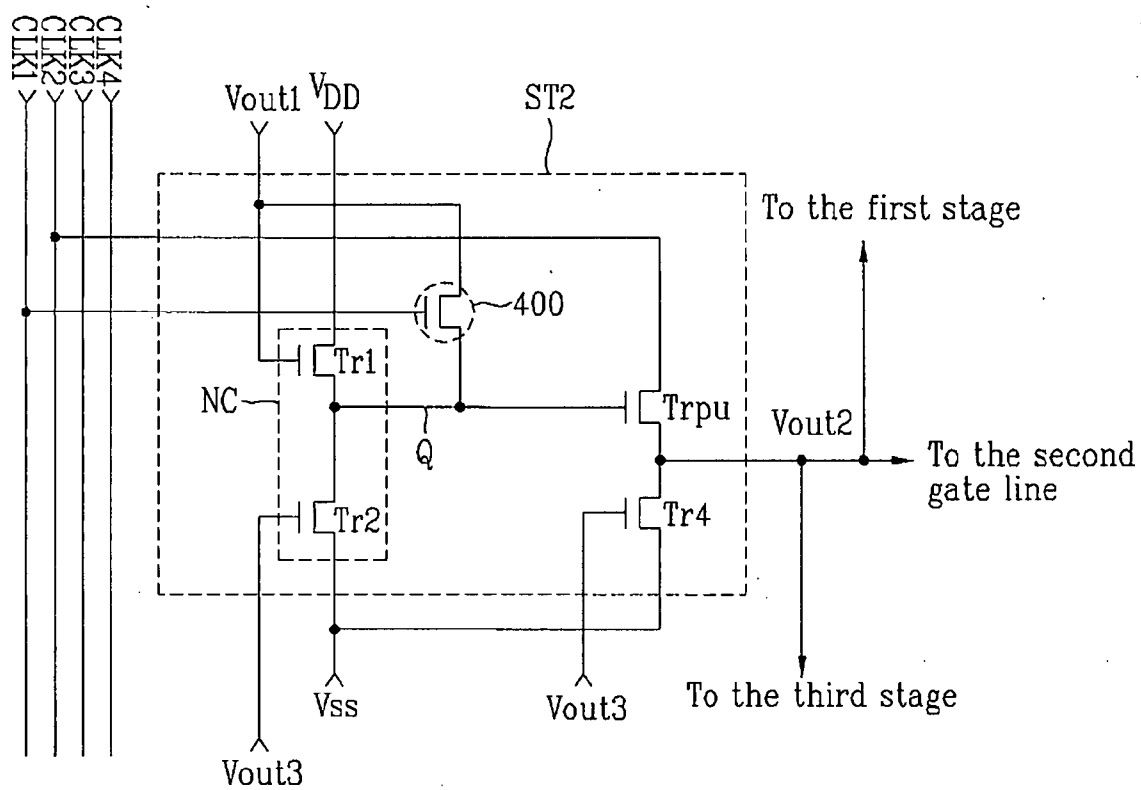 CLK1
CLK2
CLK3
CLK4
Vout1
VDD
ST2
To the first stage
400
Tr1
NC
Q
Trpu
Vout2
To the second
gate line
Tr2
Tr4
To the third stage
Vss
Vout3
Vout3